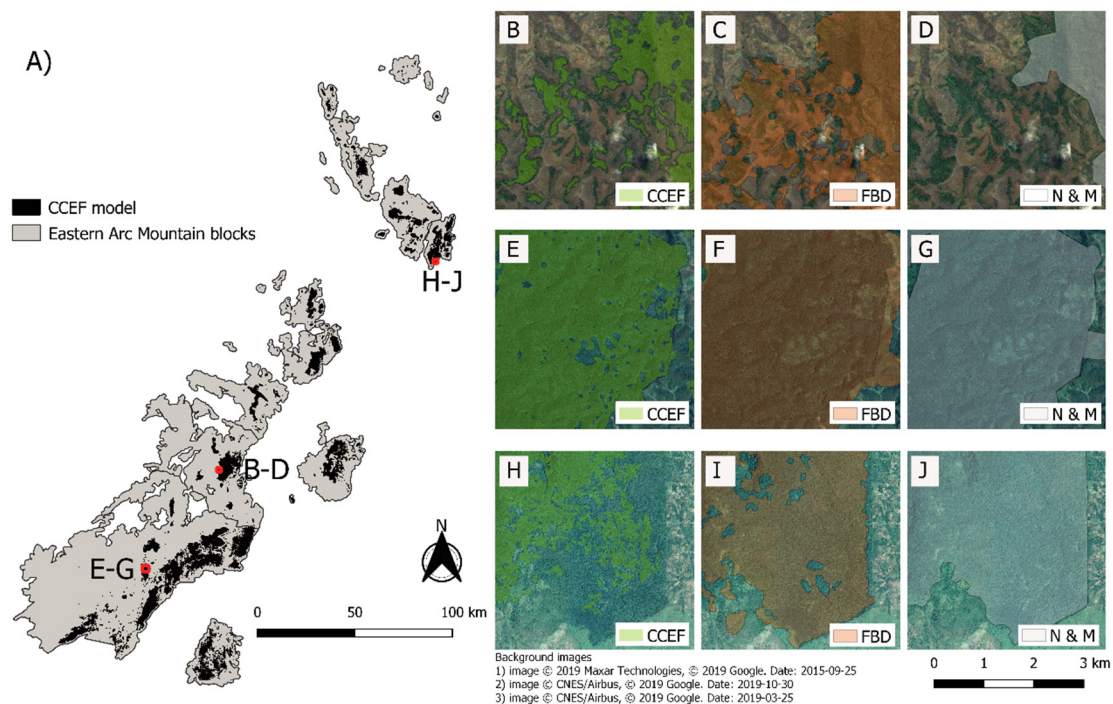 A)
CCEF model
Eastern Arc Mountain blocks
H-J
B-D
E-G
N
0 50 100 km
B
CCEF
C
FBD
D
N & M
E
CCEF
F
FBD
G
N & M
H
CCEF
I
FBD
J
N & M
Background images
1) image © 2019 Maxar Technologies, © 2019 Google. Date: 2015-09-25
2) image © CNES/Airbus, © 2019 Google. Date: 2019-10-30
3) image © CNES/Airbus, © 2019 Google. Date: 2019-03-25
0 1 2 3 km